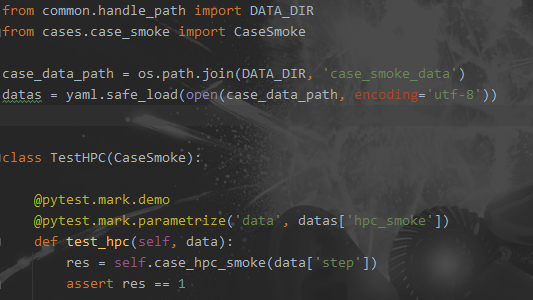 from common.handle_path import DATA_DIR
from cases.case_smoke import CaseSmoke
case_data_path = os.path.join(DATA_DIR, 'case_smoke_data')
datas = yaml.safe_load(open(case_data_path, encoding='utf-8'))
class TestHPC(CaseSmoke):
@pytest.mark.demo
@pytest.mark.parametrize('data', datas['hpc_smoke'])
def test_hpc(self, data):
res = self.case_hpc_smoke(data['step'])
assert res == 1